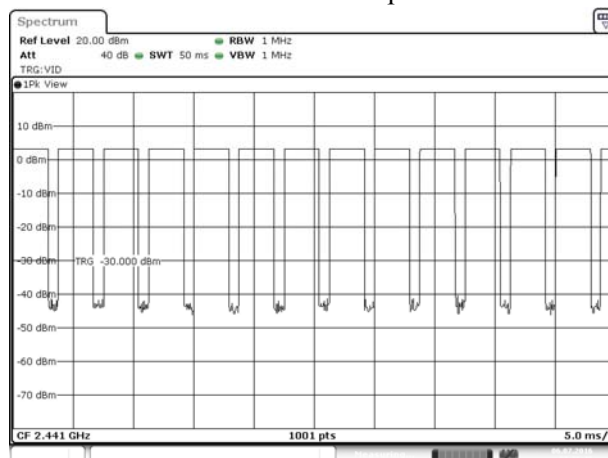 Spectrum
Ref Level 20.00 dBm RBW 1 MHz
Att 40 dB SWT 50 ms VBW 1 MHz
TRG:VID
1Pk View
10 dBm
0 dBm
-10 dBm
-20 dBm
-30 dBm
TRG -30.000 dBm
-40 dBm
-50 dBm
-60 dBm
-70 dBm
CF 2.441 GHz 1001 pts 5.0 ms/